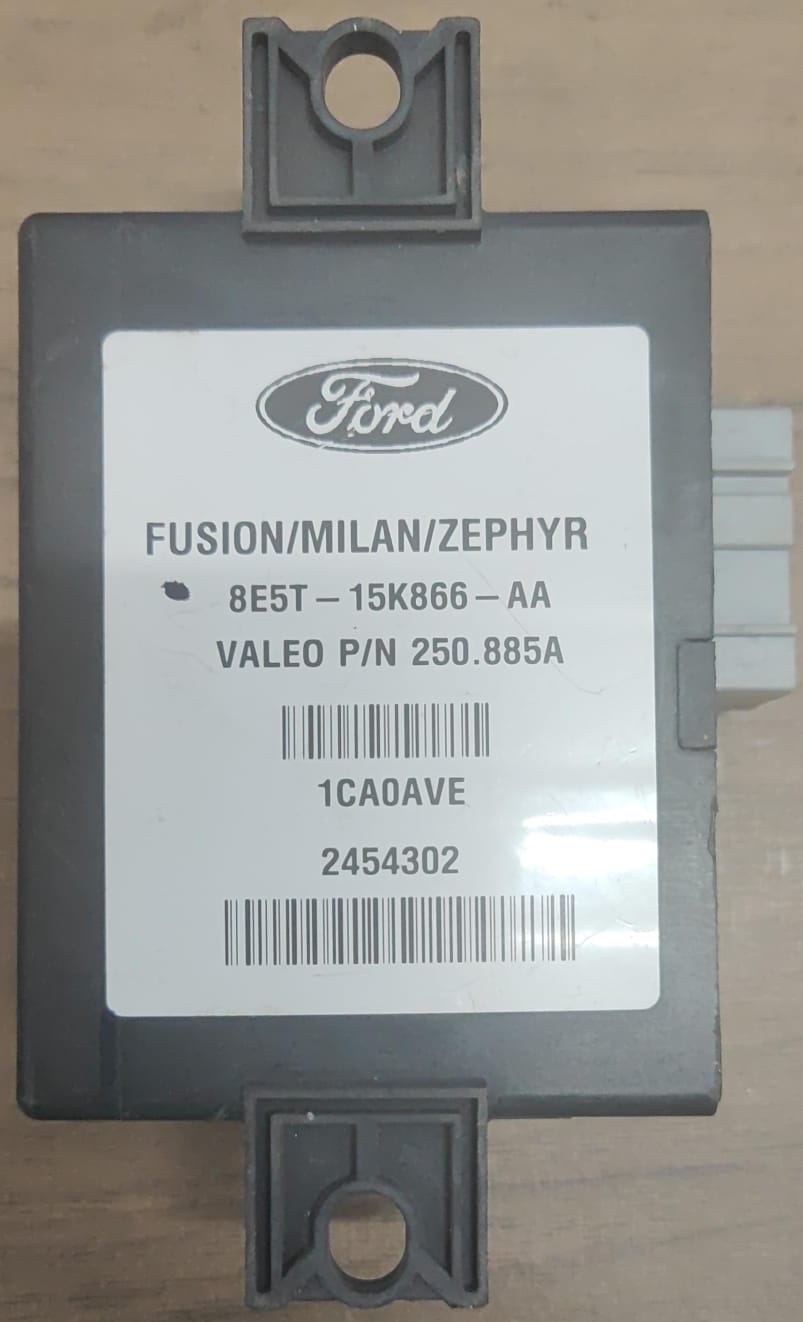 Ford
FUSION/MILAN/ZEPHYR
8E5T – 15K866 – AA
VALEO P/N 250.885A
1CA0AVE
2454302